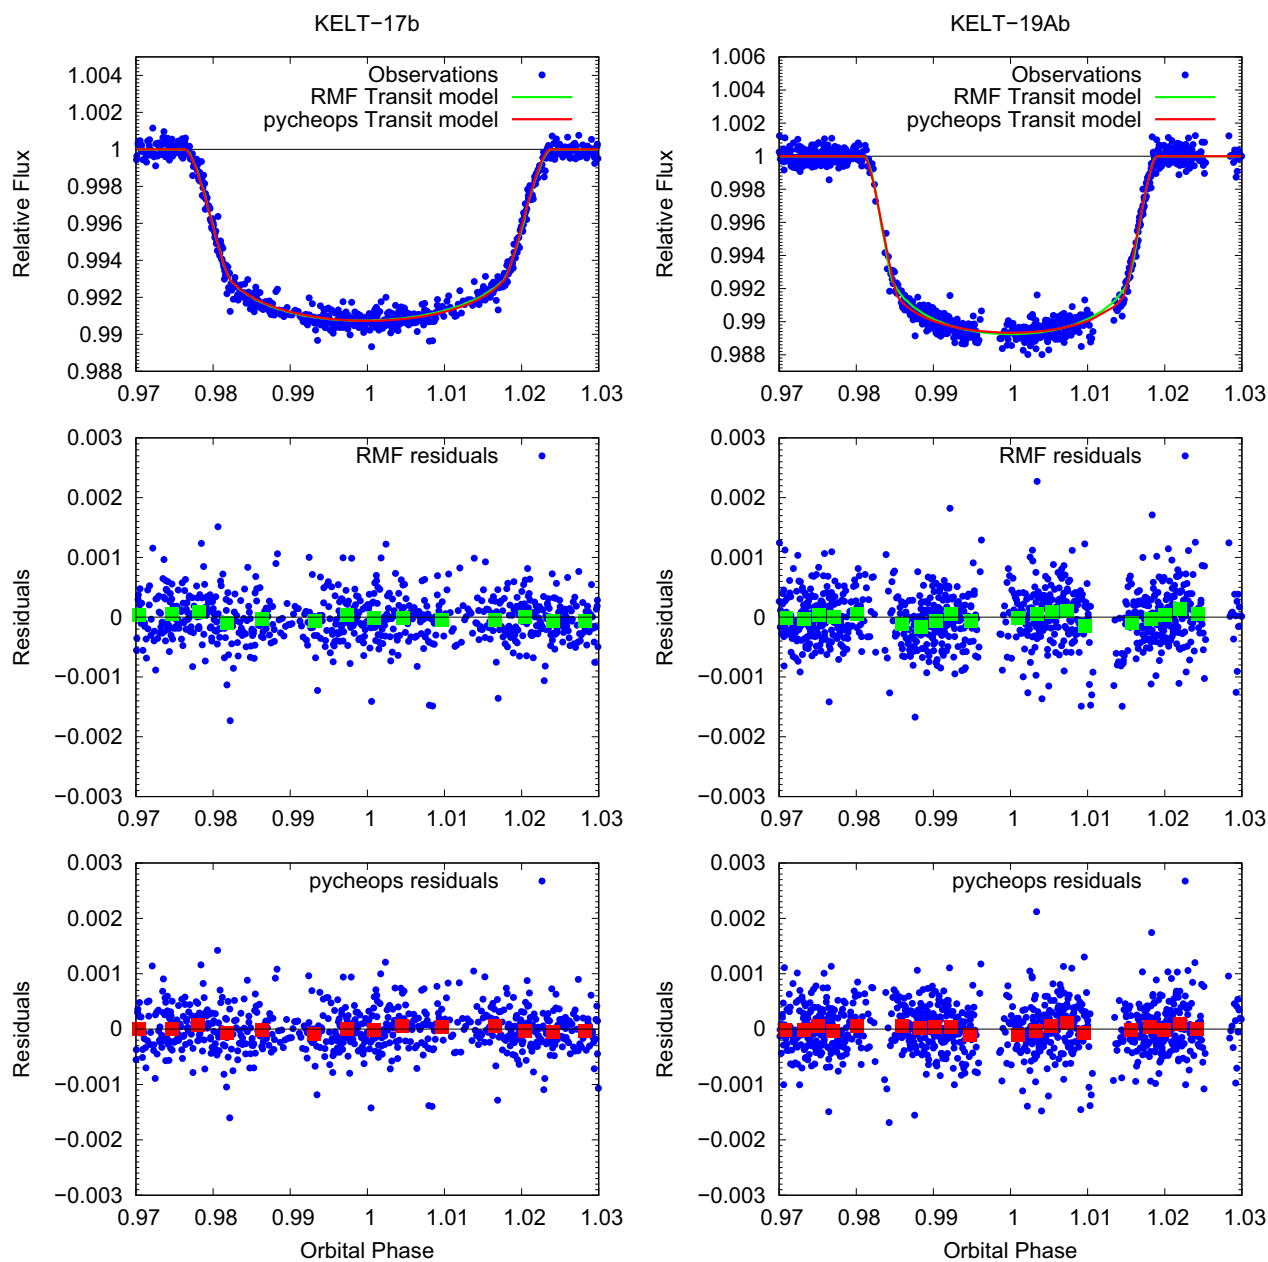 KELT−17b
KELT−19Ab
1.004
1.002
1
0.998
0.996
0.994
0.992
0.99
0.988
Relative Flux
Observations
RMF Transit model
pycheops Transit model
0.97 0.98 0.99 1 1.01 1.02 1.03
1.006
1.004
1.002
1
0.998
0.996
0.994
0.992
0.99
0.988
Relative Flux
Observations
RMF Transit model
pycheops Transit model
0.97 0.98 0.99 1 1.01 1.02 1.03
0.003
0.002
0.001
0
−0.001
−0.002
−0.003
Residuals
RMF residuals
0.97 0.98 0.99 1 1.01 1.02 1.03
0.003
0.002
0.001
0
−0.001
−0.002
−0.003
Residuals
RMF residuals
0.97 0.98 0.99 1 1.01 1.02 1.03
0.003
0.002
0.001
0
−0.001
−0.002
−0.003
Residuals
pycheops residuals
0.97 0.98 0.99 1 1.01 1.02 1.03
Orbital Phase
0.003
0.002
0.001
0
−0.001
−0.002
−0.003
Residuals
pycheops residuals
0.97 0.98 0.99 1 1.01 1.02 1.03
Orbital Phase